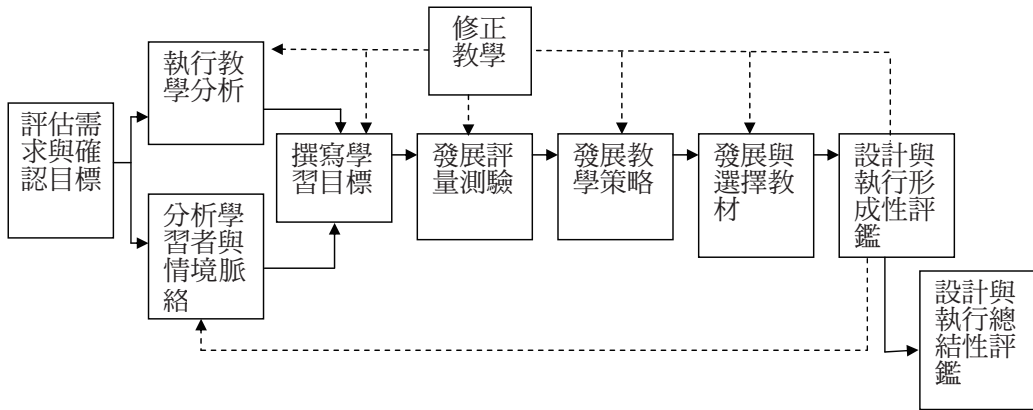 評估需
求與確
認目標
執行教
學分析
分析學
習者與
情境脈
絡
修正
教學
撰寫學
習目標
發展評
量測驗
發展教
學策略
發展與
選擇教
材
設計與
執行形
成性評
鑑
設計與
執行總
結性評
鑑